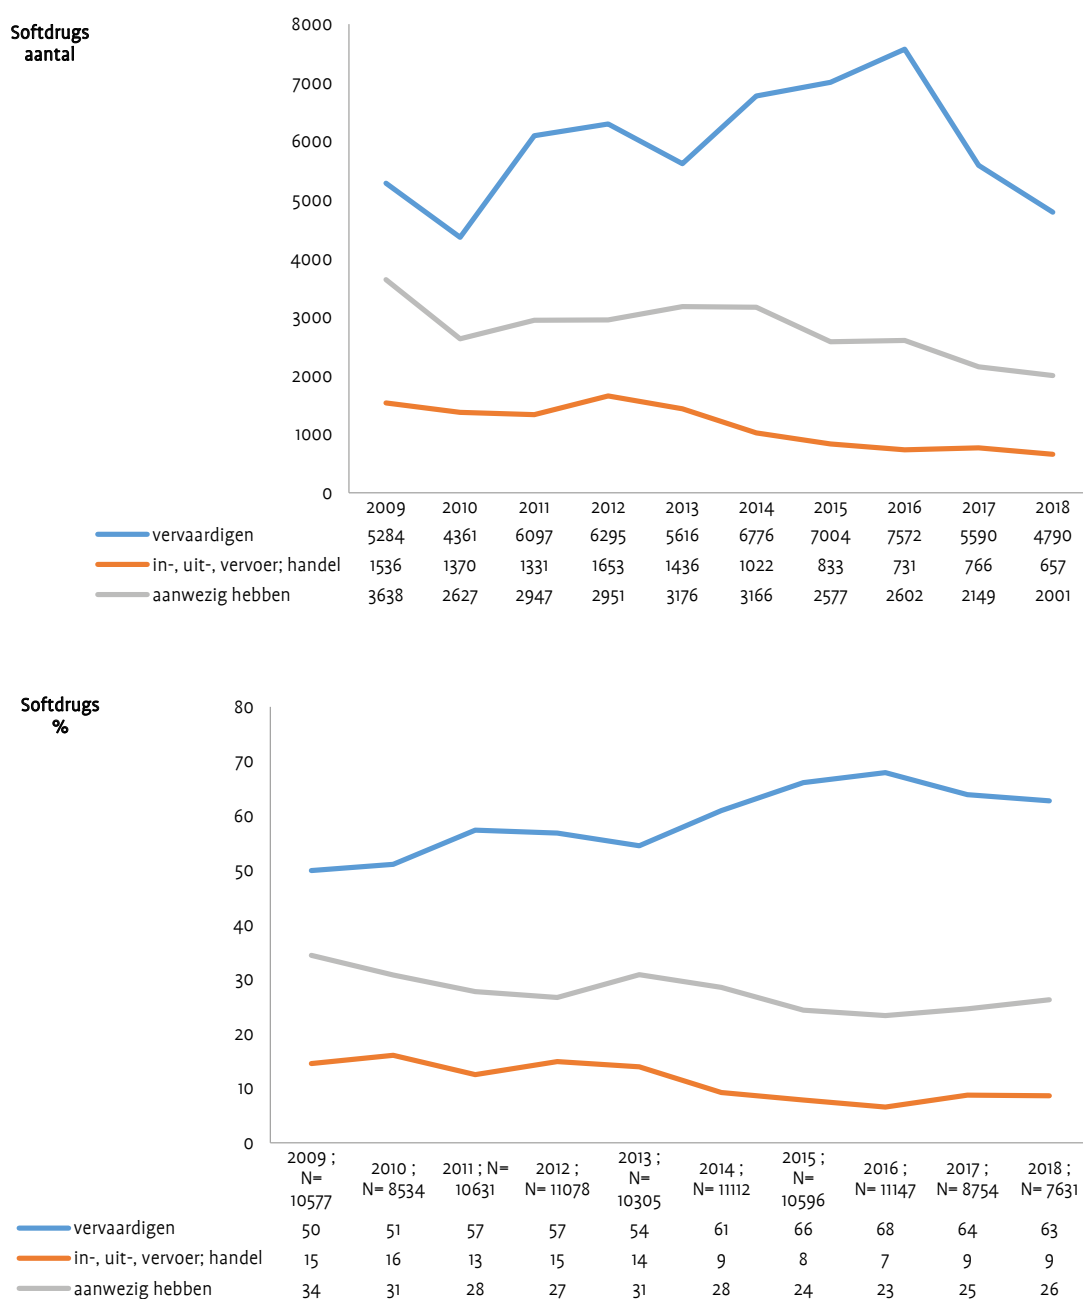 Softdrugs
aantal
8000
7000
6000
5000
4000
3000
2000
1000
0
2009 2010 2011 2012 2013 2014 2015 2016 2017 2018
vervaardigen 5284 4361 6097 6295 5616 6776 7004 7572 5590 4790
in-, uit-, vervoer; handel 1536 1370 1331 1653 1436 1022 833 731 766 657
aanwezig hebben 3638 2627 2947 2951 3176 3166 2577 2602 2149 2001
Softdrugs
%
80
70
60
50
40
30
20
10
0
2009 ; N= 10577
2010 ; N= 8534
2011 ; N= 10631
2012 ; N= 11078
2013 ; N= 10305
2014 ; N= 11112
2015 ; N= 10596
2016 ; N= 11147
2017 ; N= 8754
2018 ; N= 7631
vervaardigen 50 51 57 57 54 61 66 68 64 63
in-, uit-, vervoer; handel 15 16 13 15 14 9 8 7 9 9
aanwezig hebben 34 31 28 27 31 28 24 23 25 26